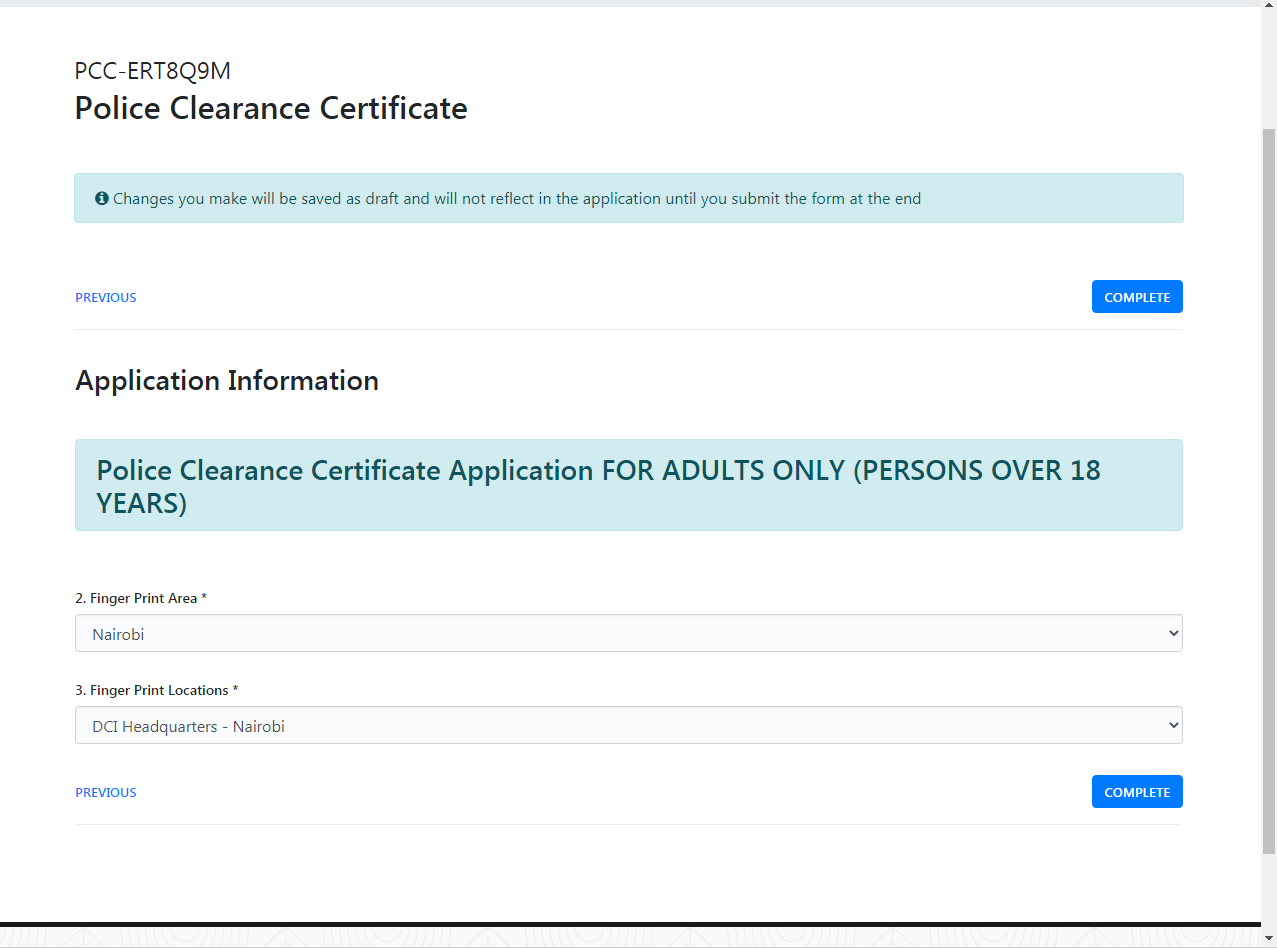 PCC-ERT8Q9M
Police Clearance Certificate
Changes you make will be saved as draft and will not reflect in the application until you submit the form at the end
PREVIOUS
COMPLETE
Application Information
Police Clearance Certificate Application FOR ADULTS ONLY (PERSONS OVER 18
YEARS)
2. Finger Print Area *
Nairobi
3. Finger Print Locations *
DCI Headquarters - Nairobi
PREVIOUS
COMPLETE